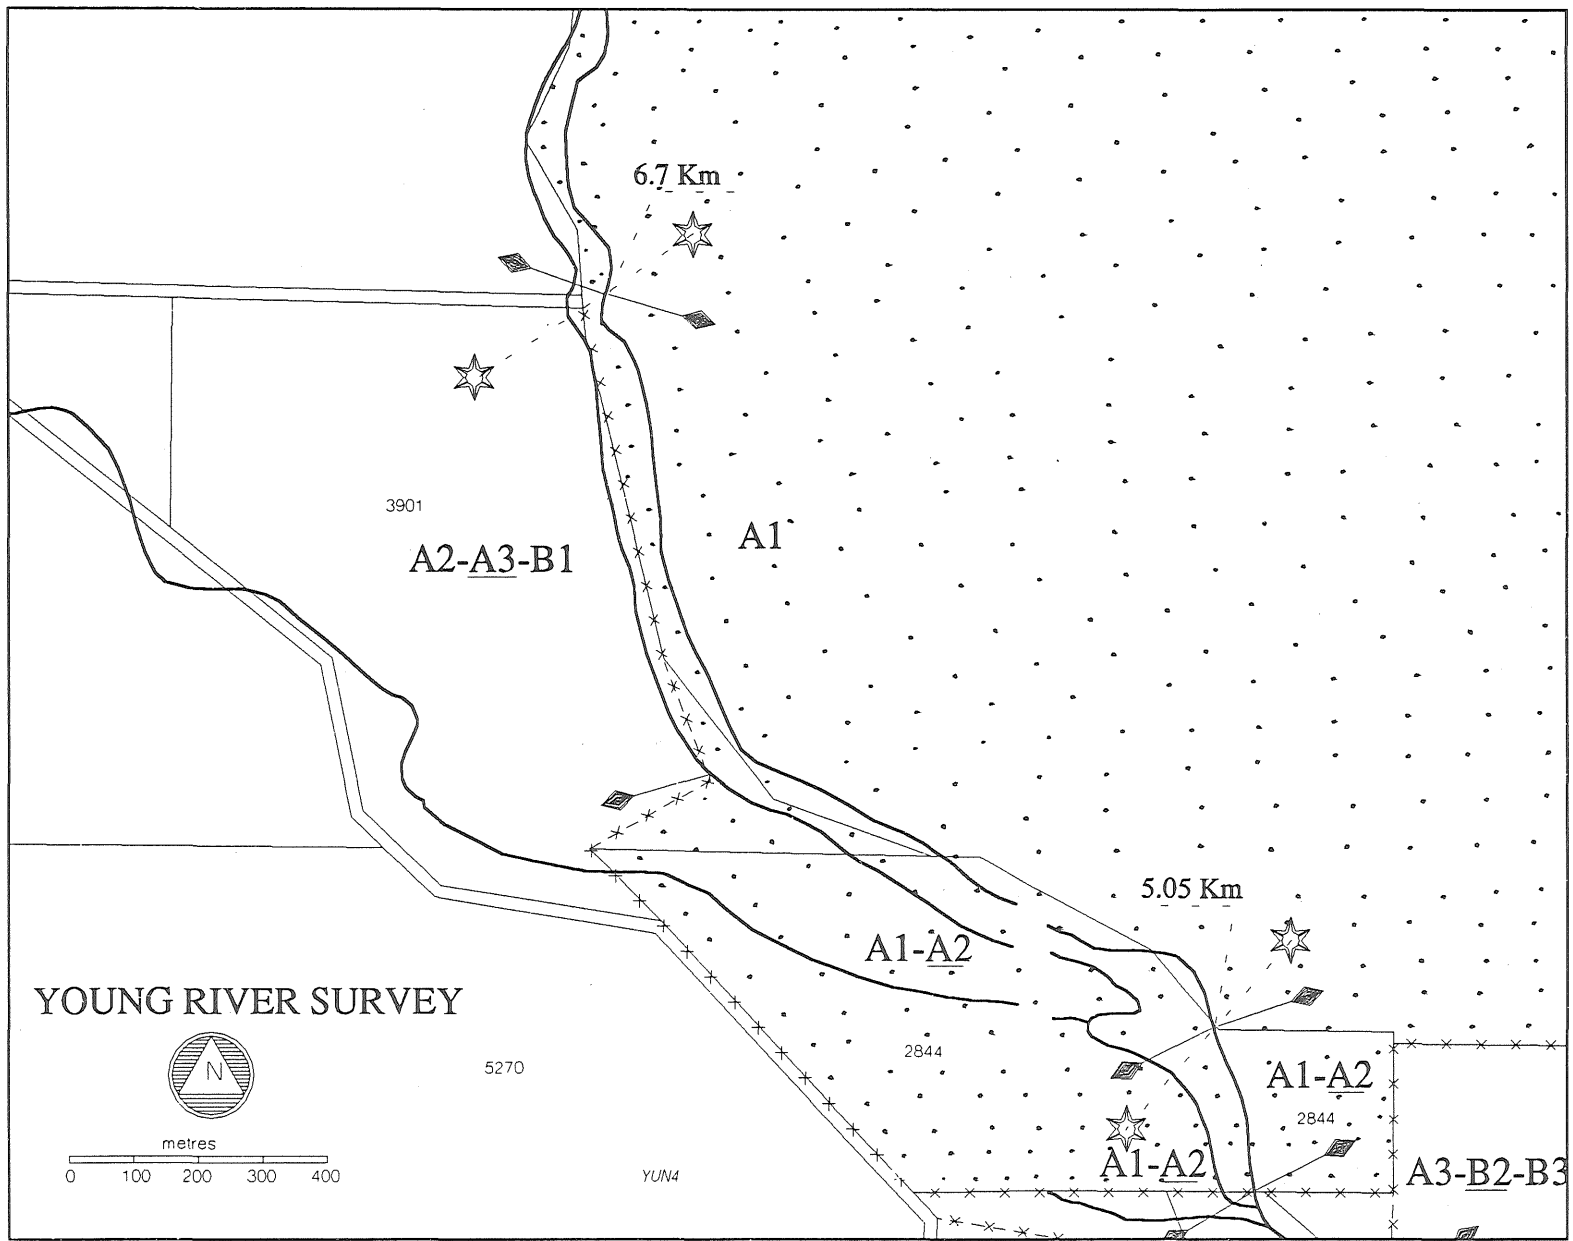 6.7 Km
3901
A1
A2-A3-B1
5.05 Km
A1-A2
YOUNG RIVER SURVEY
2844
5270
N
A1-A2
2844
metres
0 100 200 300 400
YUN4
A1-A2
A3-B2-B3